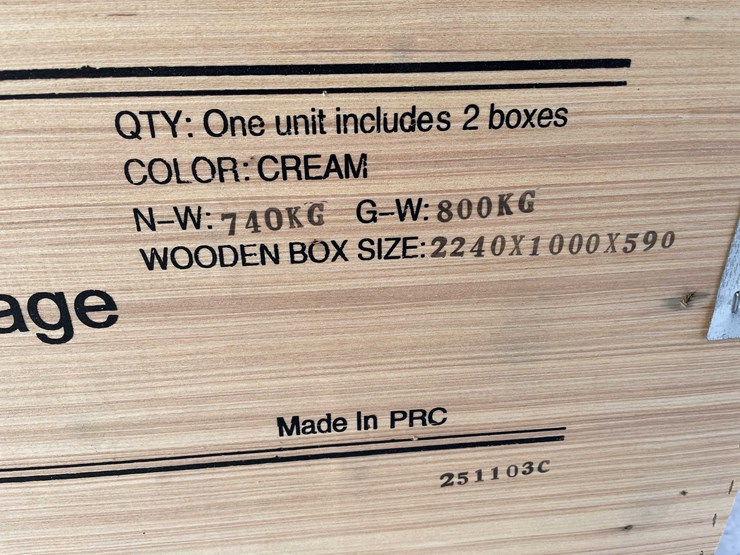 QTY: One unit includes 2 boxes
COLOR: CREAM
N-W: 740KG G-W: 800KG
WOODEN BOX SIZE: 2240X1000X590
age
Made In PRC
251103C